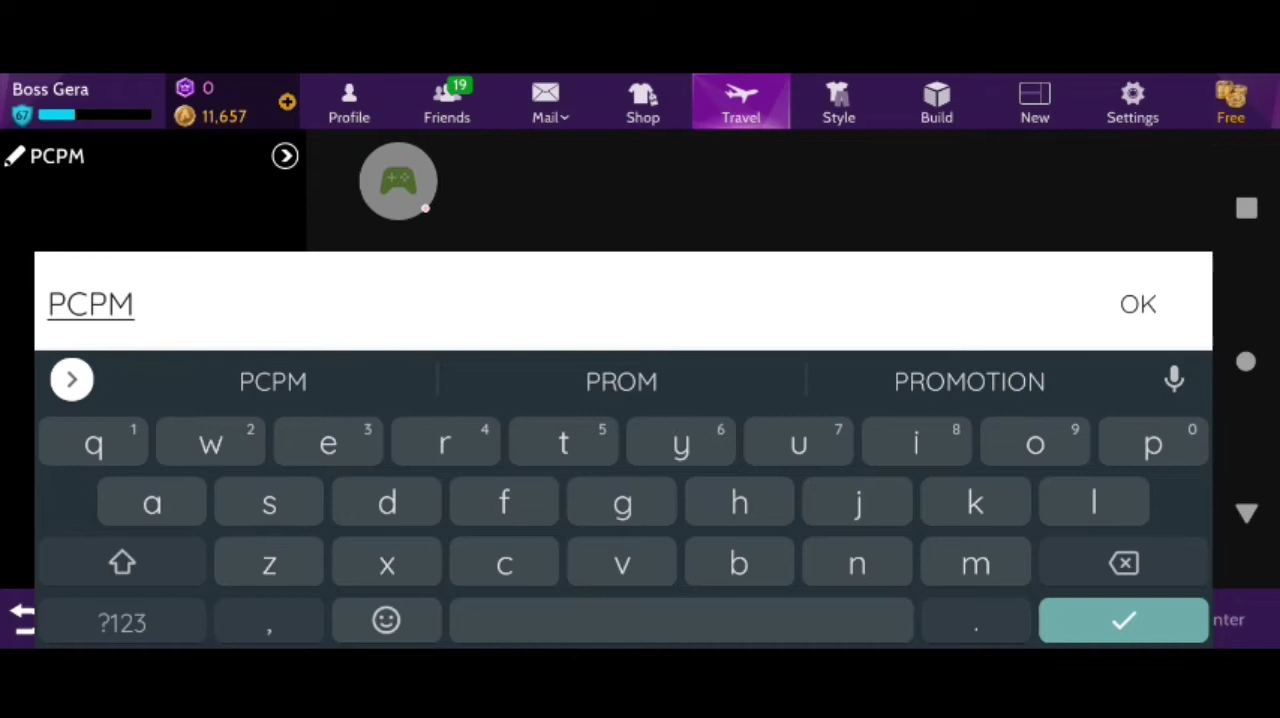 Boss Gera
67
0
11,657
Profile
19
Friends
Mail
Shop
Travel
Style
Build
New
Settings
Free
PCPM
PCPM
OK
PCPM PROM PROMOTION
q 1 w 2 e 3 r 4 t 5 y 6 u 7 i 8 o 9 p 0
a s d f g h j k l
z x c v b n m
?123 , .
nter